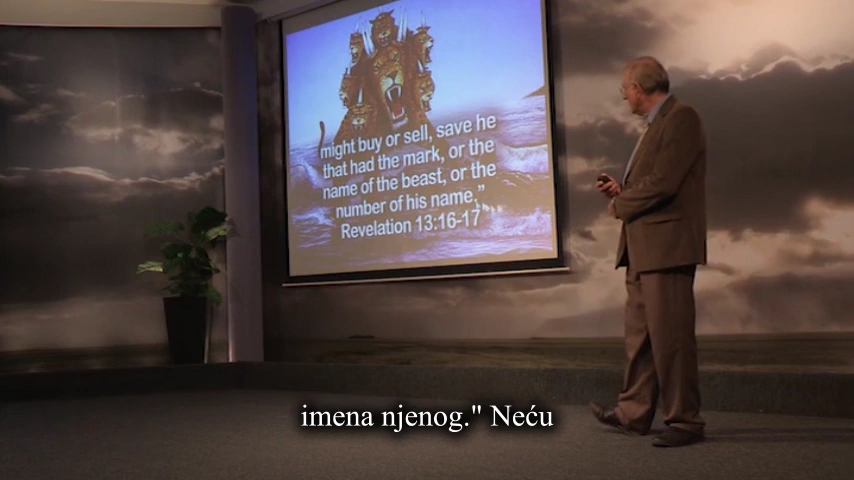 might buy or sell, save he
that had the mark, or the
name of the beast, or the
number of his name."
Revelation 13:16-17
imena njenog." Neću